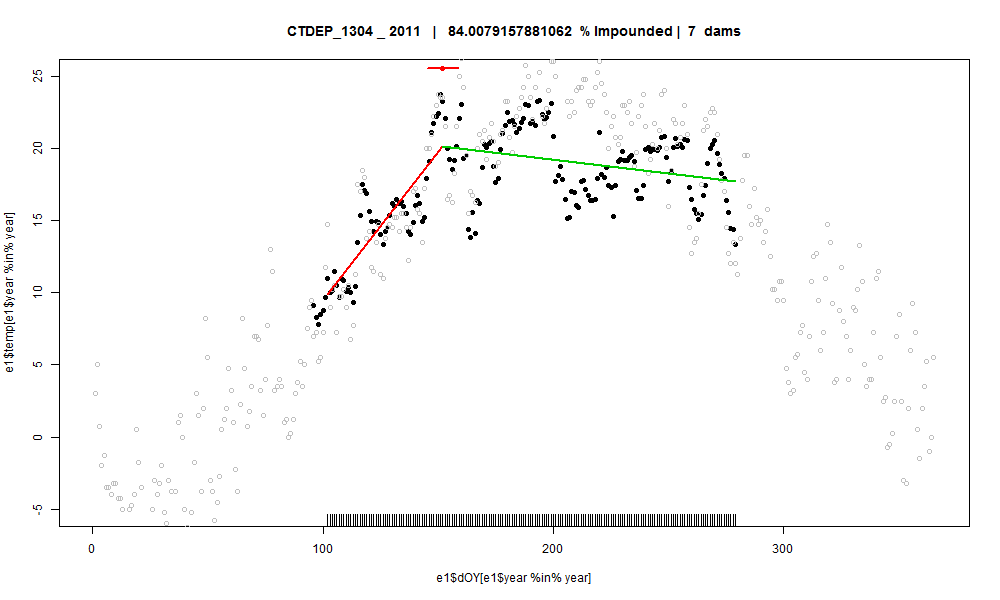 CTDEP_1304 _ 2011 | 84.0079157881062 % Impounded | 7 dams
25
20
15
10
5
0
-5
e1$temp[e1$year %in% year]
0 100 200 300
e1$dOY[e1$year %in% year]